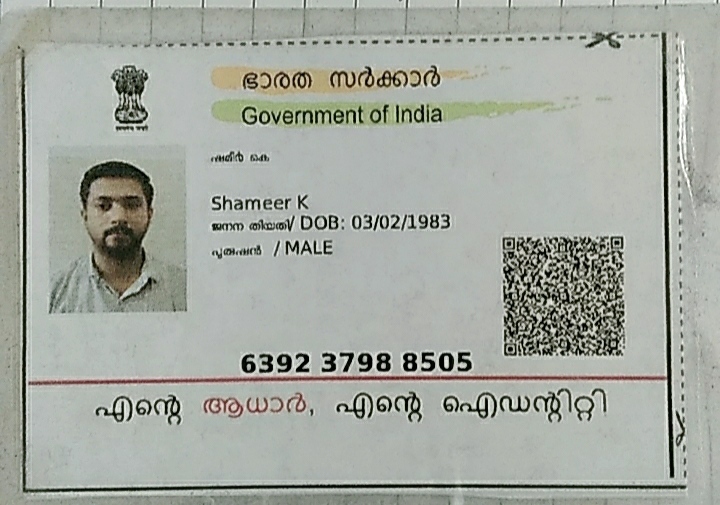 ഭാരത സർക്കാർ
Government of India
ഷമീർ കെ
Shameer K
ജനന തിയതി/ DOB: 03/02/1983
പുരുഷൻ / MALE
6392 3798 8505
എന്റെ ആധാർ, എന്റെ ഐഡന്റിറ്റി